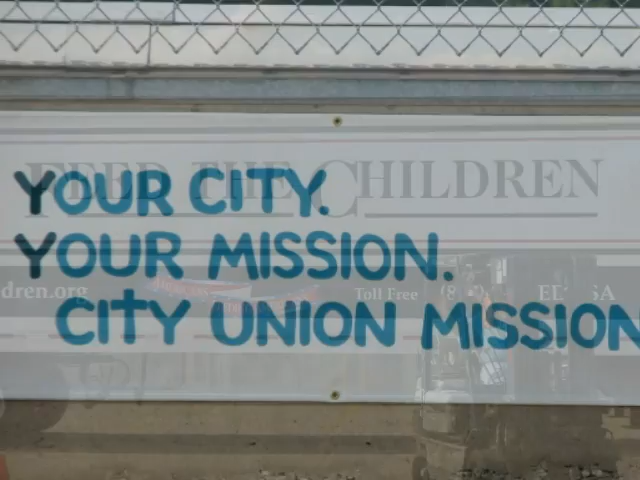 FEED THE CHILDREN
YOUR CITY.
YOUR MISSION.
dren.org
Toll Free
CITY UNION MISSION